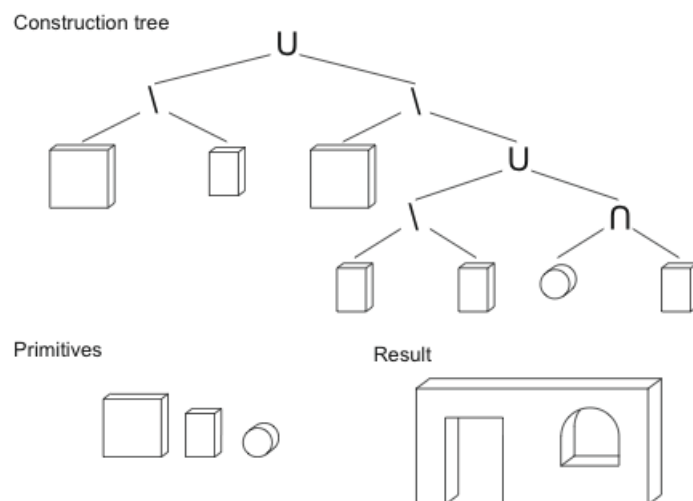 Construction tree
∪
\ \
∪
\ ∩
Primitives Result